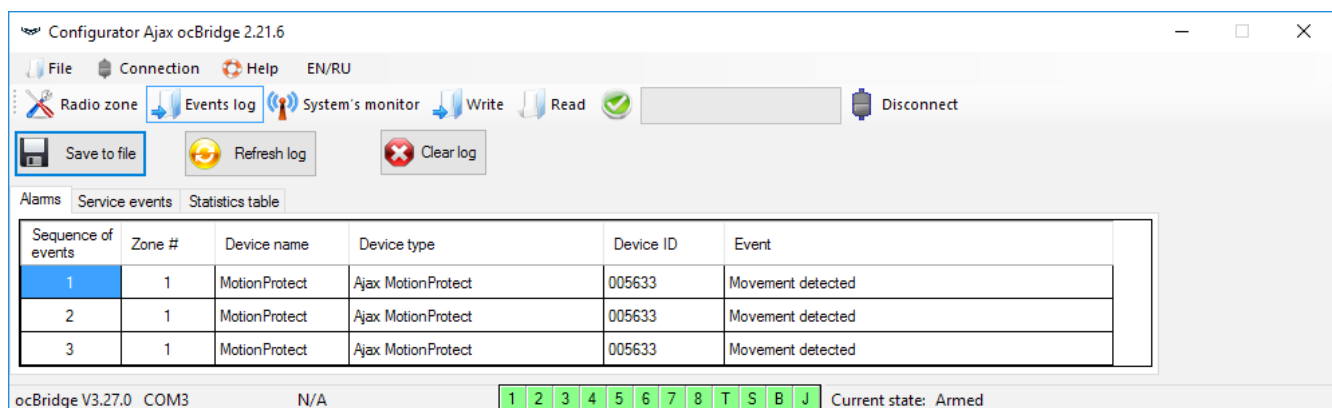 Configurator Ajax ocBridge 2.21.6
File Connection Help EN/RU
Radio zone Events log System's monitor Write Read Disconnect
Save to file Refresh log Clear log
Alarms Service events Statistics table
Sequence of events Zone # Device name Device type Device ID Event
1 1 MotionProtect Ajax MotionProtect 005633 Movement detected
2 1 MotionProtect Ajax MotionProtect 005633 Movement detected
3 1 MotionProtect Ajax MotionProtect 005633 Movement detected
ocBridge V3.27.0 COM3 N/A 1 2 3 4 5 6 7 8 T S B J Current state: Armed